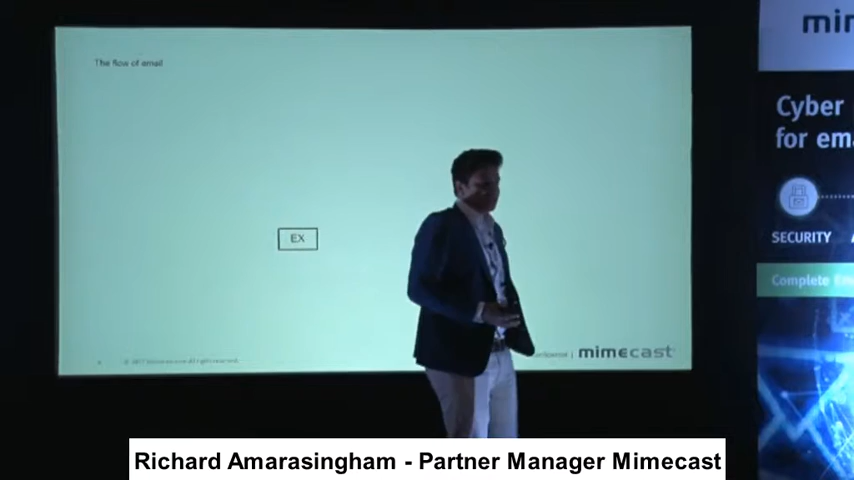 The flow of email
EX
mimecast
mim
Cyber
for ema
SECURITY
Complete
Richard Amarasingham - Partner Manager Mimecast